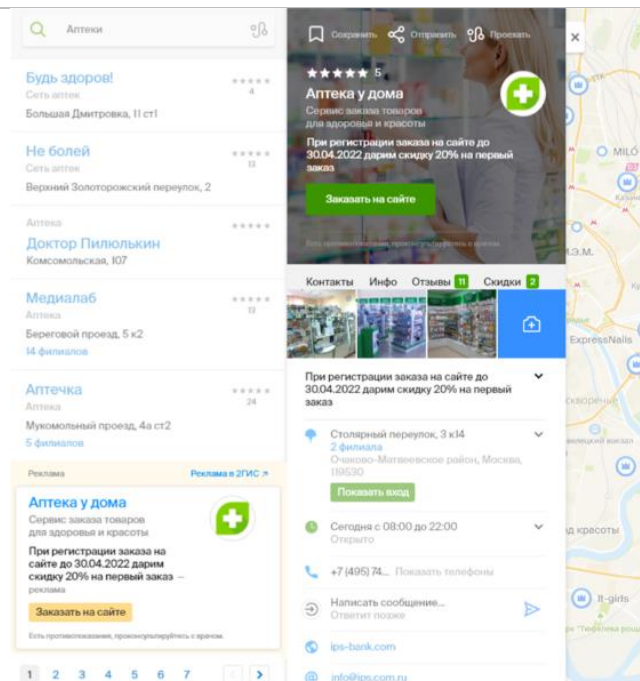 Аптеки
Будь здоров!
Сеть аптек
4
Большая Дмитровка, 11 ст1
Не болей
Сеть аптек
13
Верхний Золоторожский переулок, 2
Аптека
Доктор Пилюлькин
Комсомольская, 107
Медиалаб
Аптека
13
Береговой проезд, 5 к2
14 филиалов
Аптечка
Аптека
24
Мукомольный проезд, 4а ст2
5 филиалов
Реклама
Реклама в 2ГИС
Аптека у дома
Сервис заказа товаров
для здоровья и красоты
При регистрации заказа на
сайте до 30.04.2022 дарим
скидку 20% на первый заказ —
реклама
Заказать на сайте
Есть противопоказания, проконсультируйтесь с врачом.
1 2 3 4 5 6 7
Сохранить Отправить Проехать
5
Аптека у дома
Сервис заказа товаров
для здоровья и красоты
При регистрации заказа на сайте до
30.04.2022 дарим скидку 20% на первый
заказ
Заказать на сайте
Есть противопоказания, проконсультируйтесь с врачом.
Контакты Инфо Отзывы 11 Скидки 2
При регистрации заказа на сайте до
30.04.2022 дарим скидку 20% на первый
заказ
Столярный переулок, 3 к14
2 филиала
Очаково-Матвеевское район, Москва,
119530
Показать вход
Сегодня с 08:00 до 22:00
Открыто
+7 (495) 74... Показать телефоны
Написать сообщение...
Ответит позже
ips-bank.com
info@ips.com.ru
MILO
ExpressNails
It-girls